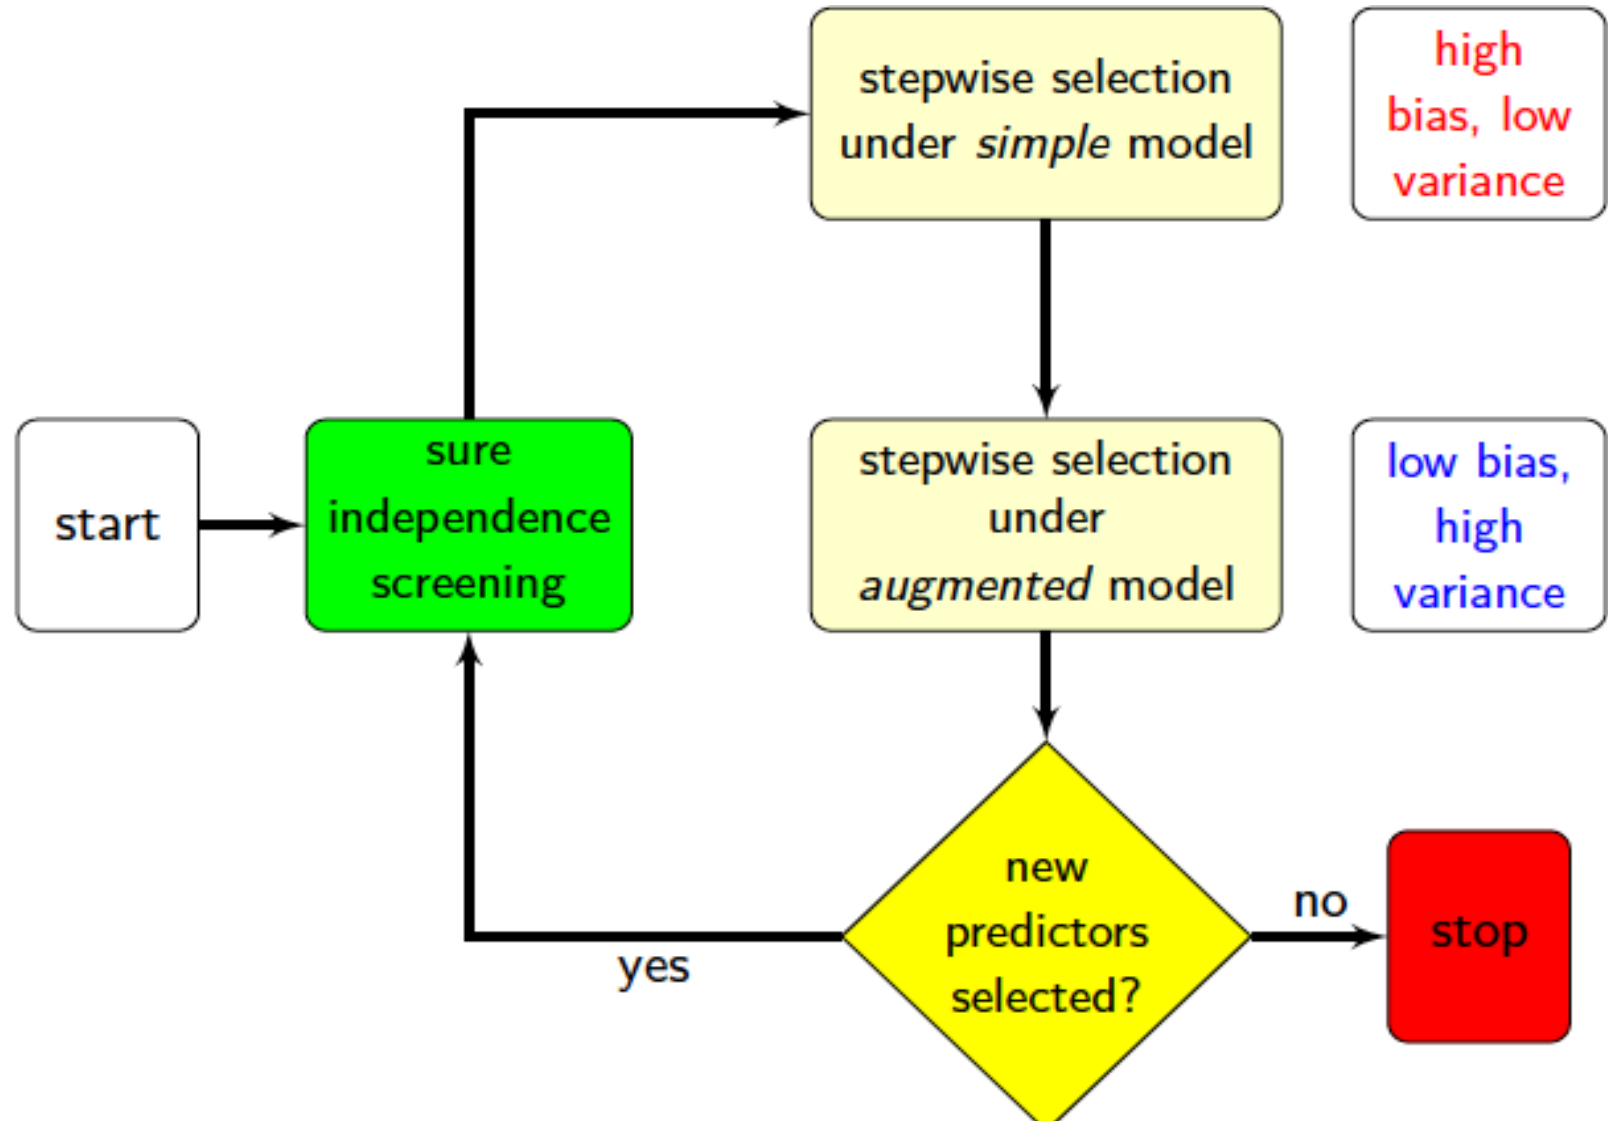 stepwise selection
under simple model
high
bias, low
variance
start
sure
independence
screening
stepwise selection
under
augmented model
low bias,
high
variance
new
predictors
selected?
yes
no
stop